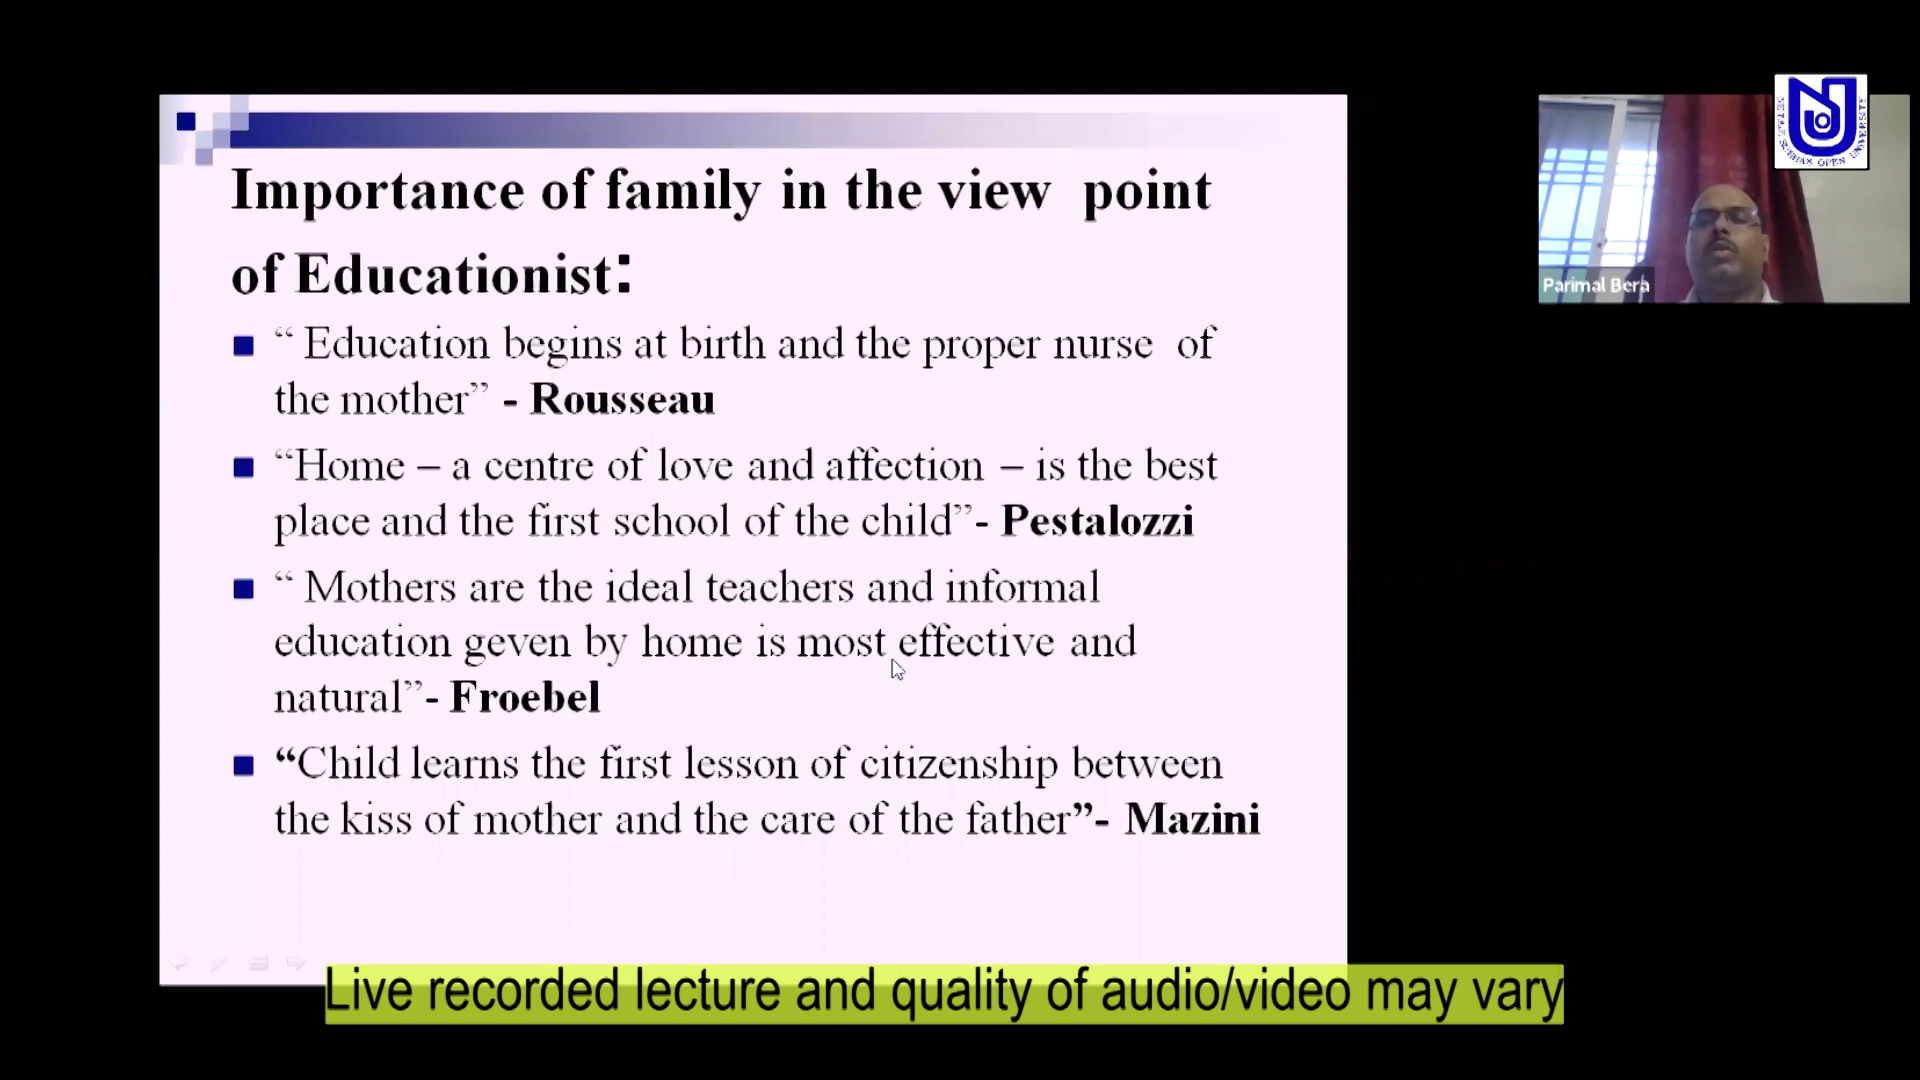 Importance of family in the view point
of Educationist:
“ Education begins at birth and the proper nurse of
the mother” - Rousseau
“Home – a centre of love and affection – is the best
place and the first school of the child”- Pestalozzi
“ Mothers are the ideal teachers and informal
education geven by home is most effective and
natural”- Froebel
“Child learns the first lesson of citizenship between
the kiss of mother and the care of the father”- Mazini
Parimal Bera
NETAJI SUBHAS OPEN UNIVERSITY
Live recorded lecture and quality of audio/video may vary